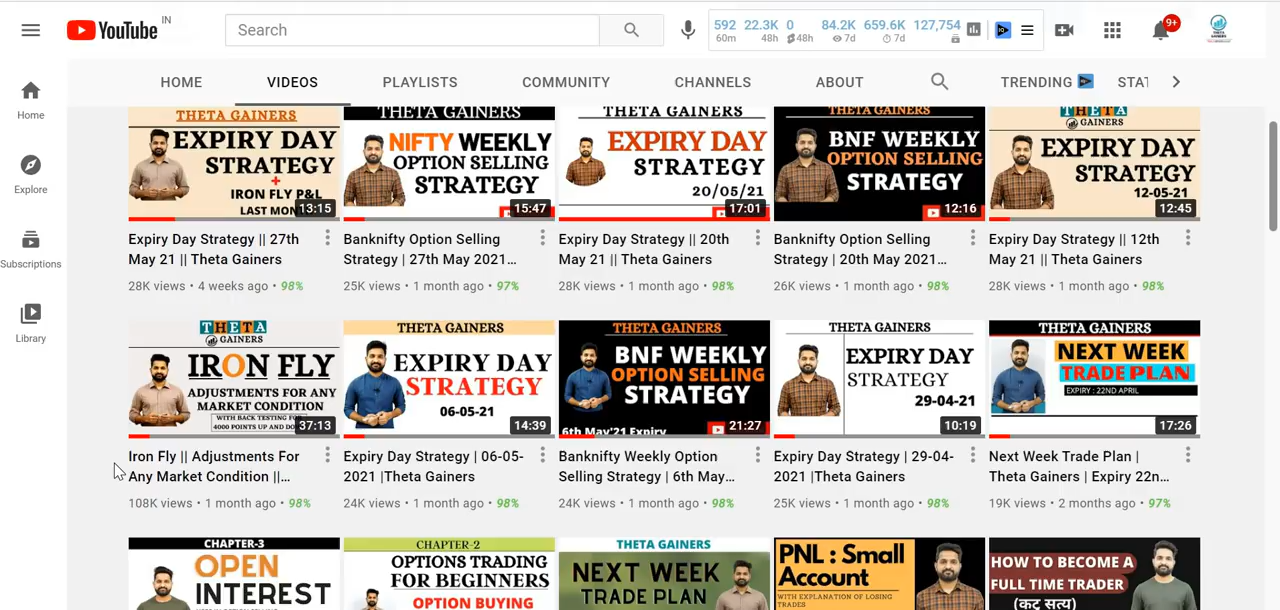 YouTube IN
Search
592 22.3K 0 84.2K 659.6K 127,754
60m 48h 48h 7d 7d
9+
HOME VIDEOS PLAYLISTS COMMUNITY CHANNELS ABOUT TRENDING STAT
Home
Explore
Subscriptions
Library
THETA GAINERS
EXPIRY DAY
STRATEGY
+
IRON FLY P&L
13:15
Expiry Day Strategy || 27th
May 21 || Theta Gainers
28K views • 4 weeks ago • 98%
THETA GAINERS
NIFTY WEEKLY
OPTION SELLING
STRATEGY
15:47
Banknifty Option Selling
Strategy | 27th May 2021...
25K views • 1 month ago • 97%
THETA GAINERS
EXPIRY DAY
STRATEGY
20/05/21
17:01
Expiry Day Strategy || 20th
May 21 || Theta Gainers
28K views • 1 month ago • 98%
THETA GAINERS
BNF WEEKLY
OPTION SELLING
STRATEGY
12:16
Banknifty Option Selling
Strategy | 20th May 2021...
26K views • 1 month ago • 98%
THETA
GAINERS
EXPIRY DAY
STRATEGY
12-05-21
12:45
Expiry Day Strategy || 12th
May 21 || Theta Gainers
28K views • 1 month ago • 98%
THETA
GAINERS
IRON FLY
ADJUSTMENTS FOR ANY
MARKET CONDITION
WITH BACK TESTING FOR
4000 POINTS UP AND
37:13
Iron Fly || Adjustments For
Any Market Condition ||...
108K views • 1 month ago • 98%
THETA GAINERS
EXPIRY DAY
STRATEGY
06-05-21
14:39
Expiry Day Strategy | 06-05-
2021 |Theta Gainers
24K views • 1 month ago • 98%
THETA GAINERS
BNF WEEKLY
OPTION SELLING
STRATEGY
6th May'21 Expiry
21:27
Banknifty Weekly Option
Selling Strategy | 6th May...
24K views • 1 month ago • 98%
THETA GAINERS
EXPIRY DAY
STRATEGY
29-04-21
10:19
Expiry Day Strategy | 29-04-
2021 |Theta Gainers
25K views • 1 month ago • 98%
THETA GAINERS
NEXT WEEK
TRADE PLAN
EXPIRY : 22ND APRIL
17:26
Next Week Trade Plan |
Theta Gainers | Expiry 22n...
19K views • 2 months ago • 97%
CHAPTER-3
OPEN
INTEREST
CHAPTER-2
OPTIONS TRADING
FOR BEGINNERS
OPTION BUYING
THETA GAINERS
NEXT WEEK
TRADE PLAN
PNL : Small
Account
WITH EXPLANATION OF LOSING
TRADES
HOW TO BECOME A
FULL TIME TRADER
(कटु सत्य)